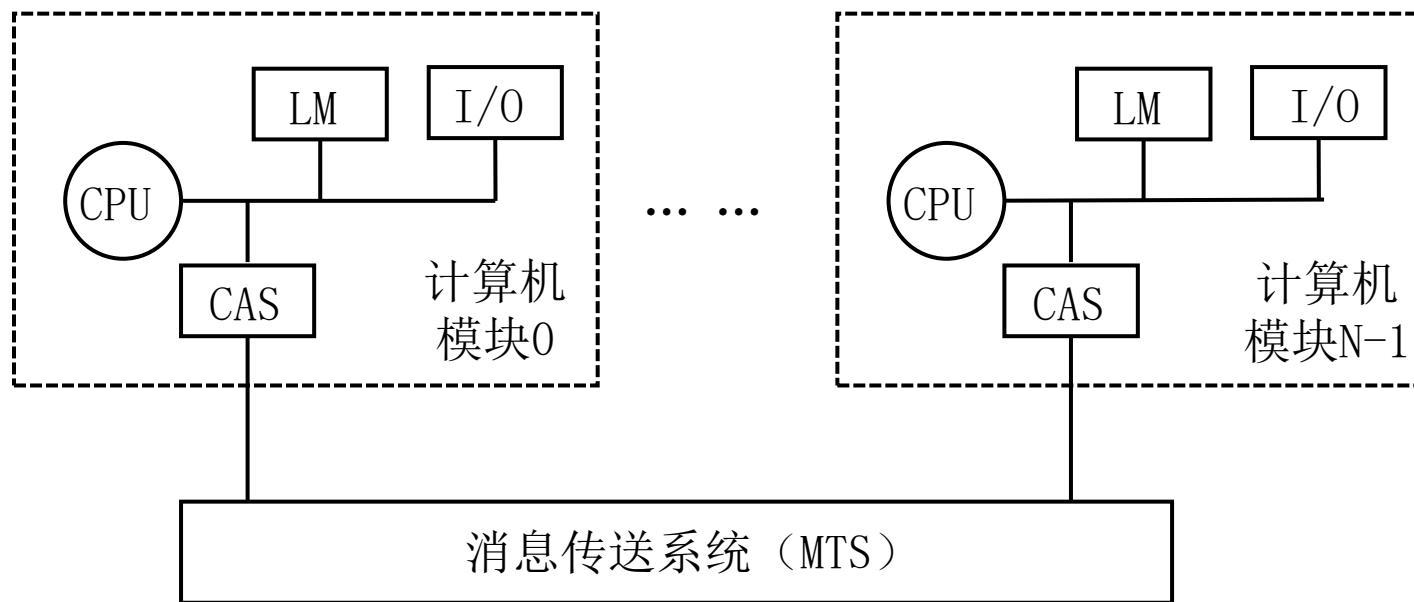 LM
I/O
CPU
CAS
计算机
模块0
… …
LM
I/O
CPU
CAS
计算机
模块N-1
消息传送系统（MTS）